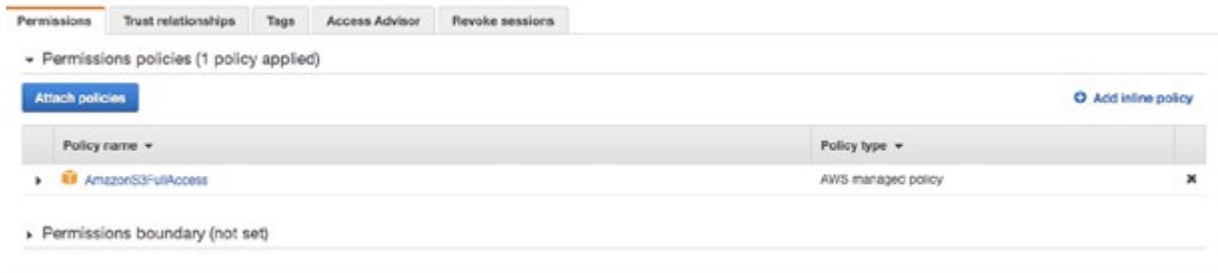 Permissions Trust relationships Tags Access Advisor Revoke sessions
Permissions policies (1 policy applied)
Attach policies Add inline policy
Policy name Policy type
AmazonS3FullAccess AWS managed policy
Permissions boundary (not set)